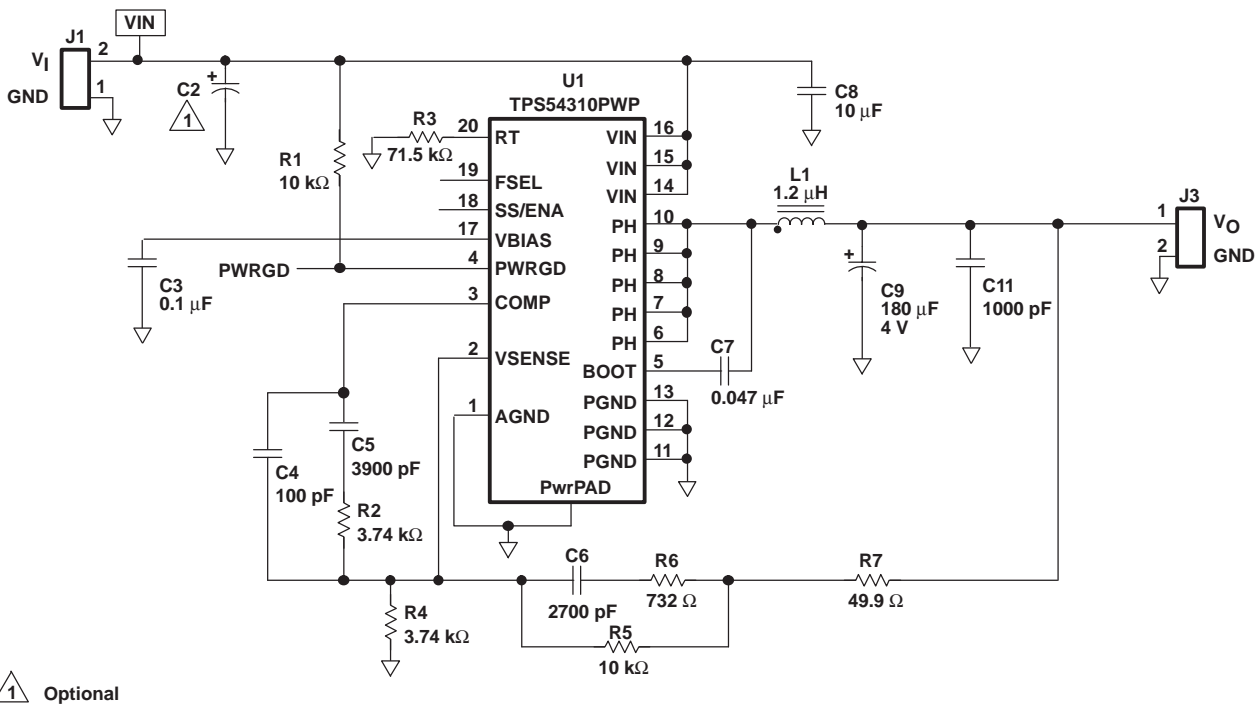 VIN
J1
2
VI
1
GND
C2
+
1
R1
10 kΩ
R3
71.5 kΩ
U1
TPS54310PWP
20
RT
19
FSEL
18
SS/ENA
17
VBIAS
4
PWRGD
PWRGD
3
COMP
2
VSENSE
1
AGND
PwrPAD
16
VIN
15
VIN
14
VIN
10
PH
9
PH
8
PH
7
PH
6
PH
5
BOOT
13
PGND
12
PGND
11
PGND
C8
10 μF
L1
1.2 μH
J3
1
VO
2
GND
+
C9
180 μF
4 V
C11
1000 pF
C7
0.047 μF
C3
0.1 μF
C4
100 pF
C5
3900 pF
R2
3.74 kΩ
R4
3.74 kΩ
C6
2700 pF
R6
732 Ω
R7
49.9 Ω
R5
10 kΩ
1 Optional